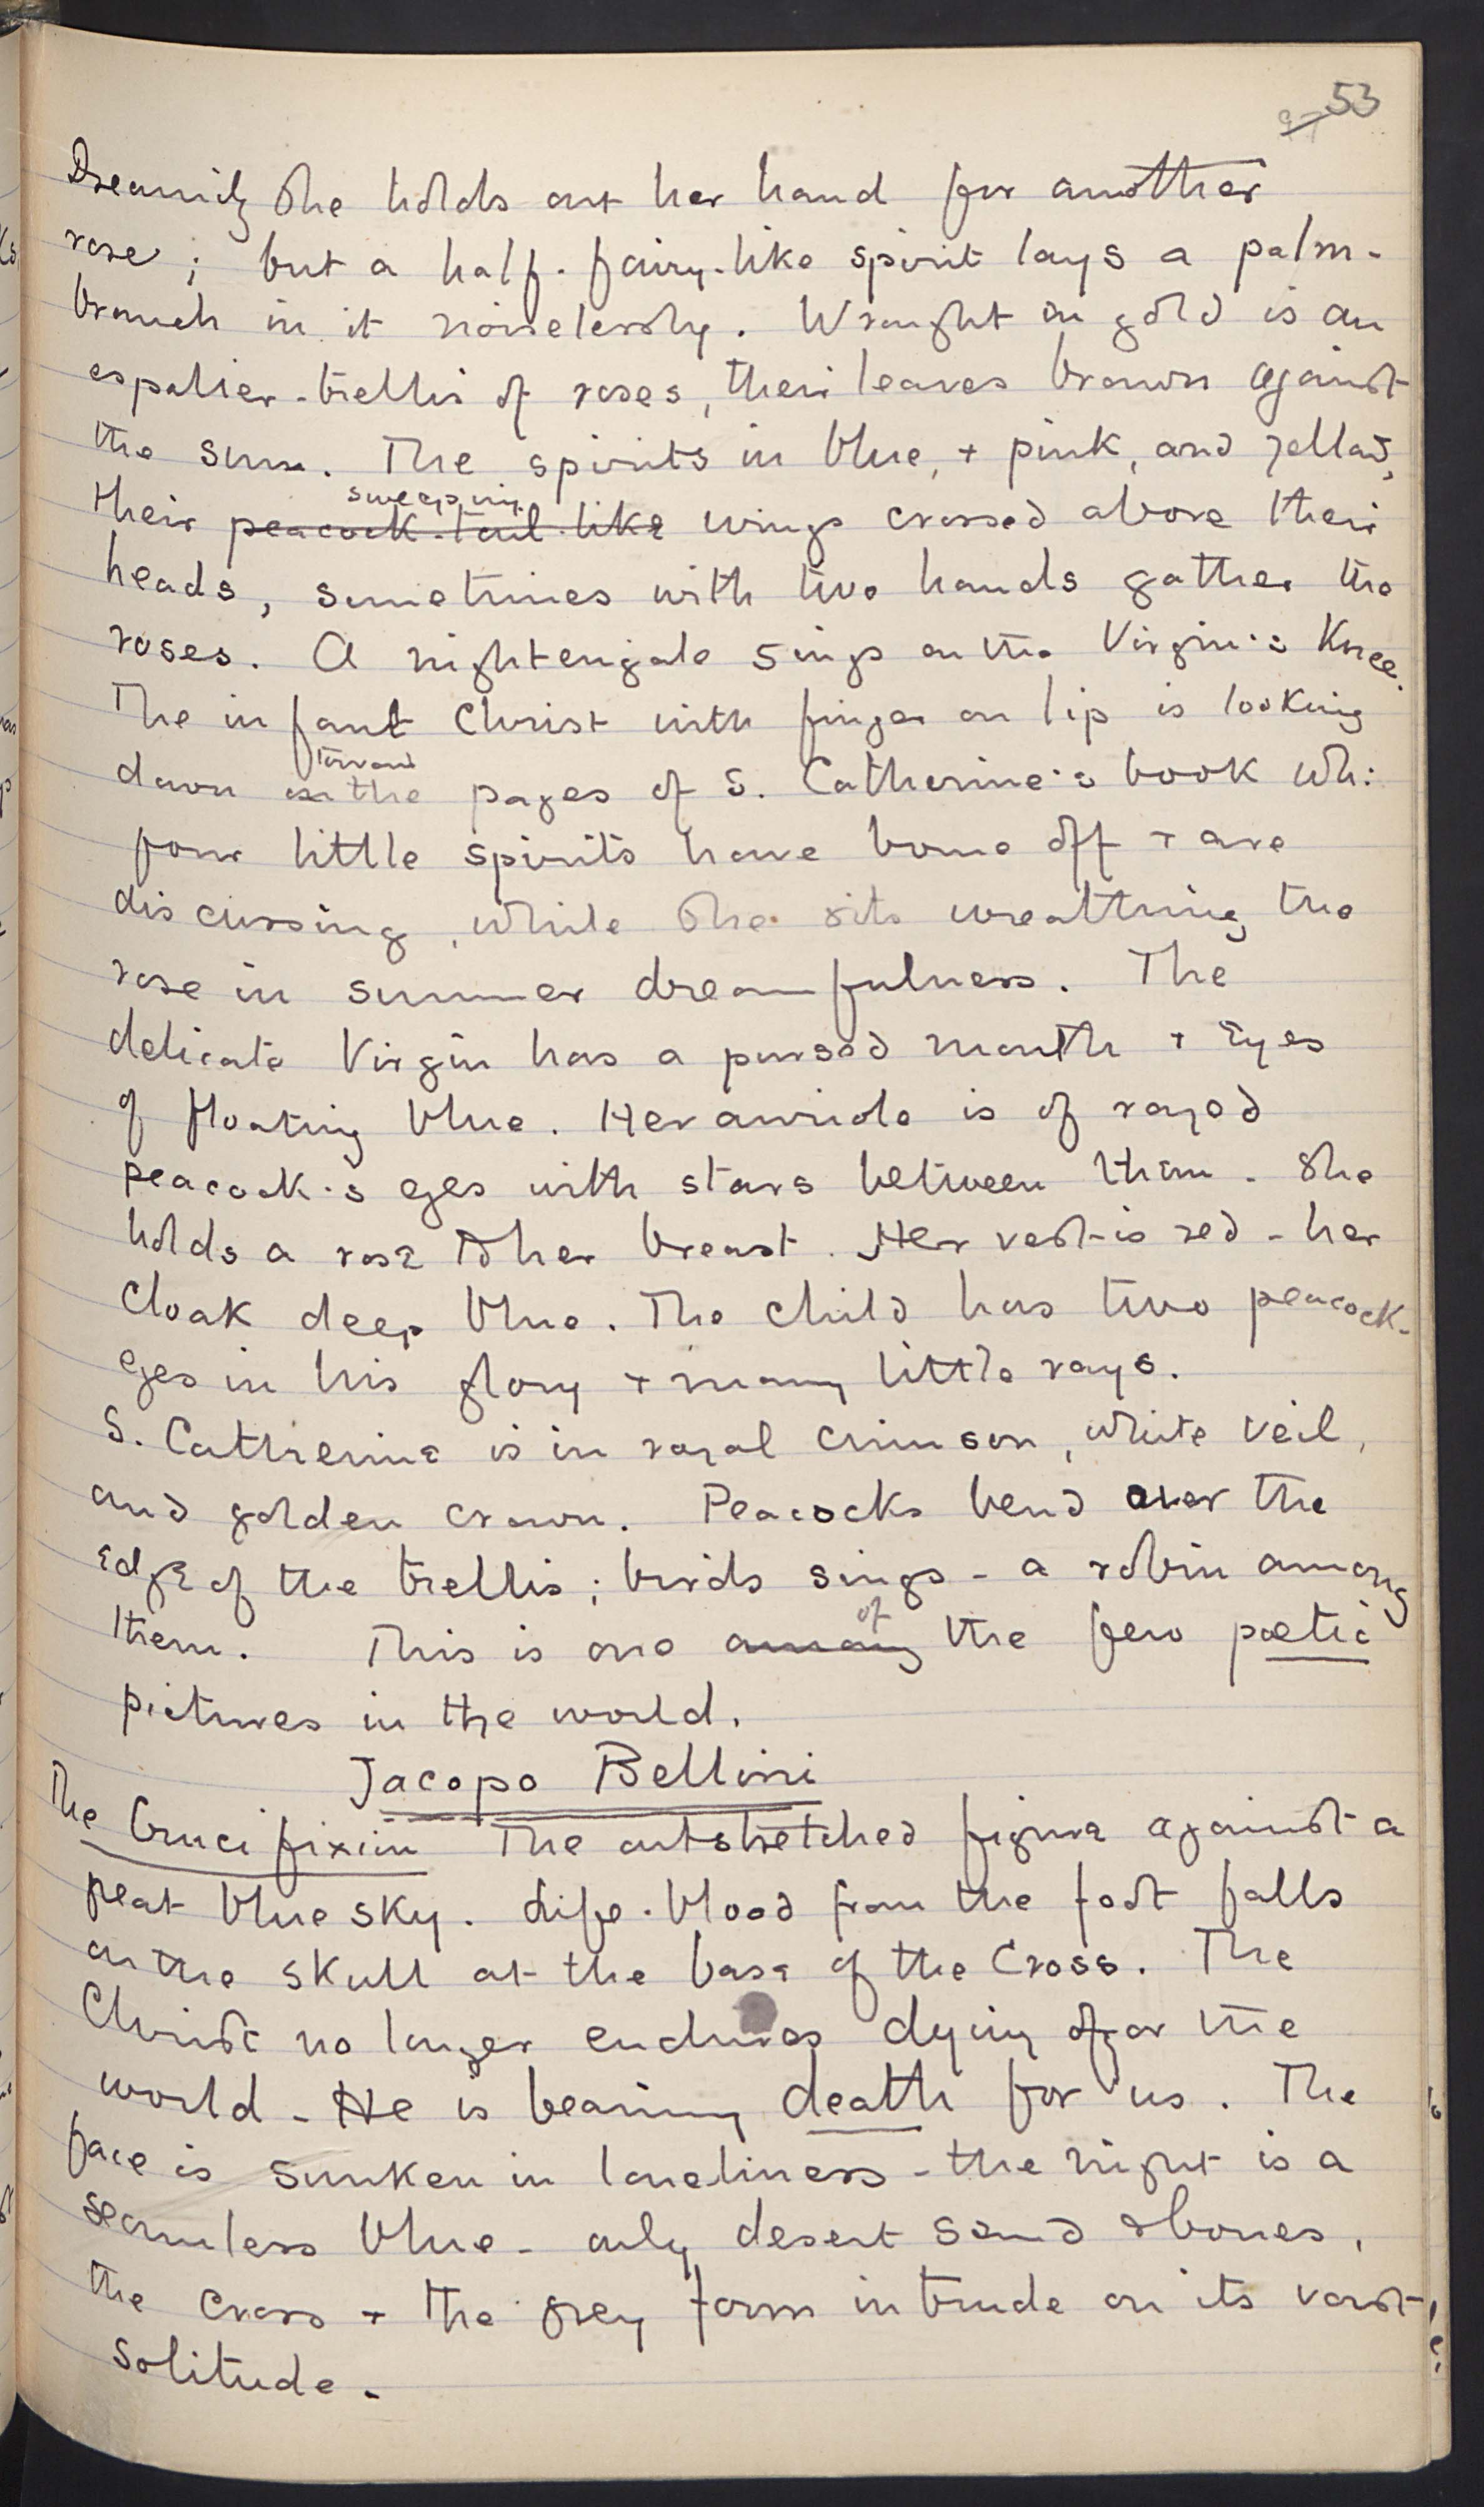 53
Dreamily she holds out her hand for another
rose; but a half-fairy-like spirit lays a palm-
branch in it noiselessly. Wrought in gold is an
espalier-trellis of roses, their leaves brown against
the sun. The spirits in blue, + pink, and yellow,
sweeping
their peacock-tail-like wings crossed above their
heads, sometimes with two hands gather the
roses. A nightengale sings on the Virgin's Knee.
The infant Christ with finger on lip is looking
toward
down on the pages of S. Catherine's book wh:
four little spirits have borne off + are
discussing, while she sits wreathing the
rose in summer dreamfulness. The
delicate Virgin has a pursed mouth + Eyes
of floating blue. Her aureole is of rayed
peacock's eyes with stars between them. She
holds a rose to her breast. Her vest is red - her
Cloak deep blue. The Child has two peacock-
eyes in his glory + many little rays.
S. Catherine is in royal crimson, white veil,
and golden crown. Peacocks bend over the
Edge of the trellis; birds sings - a robin among
of
them. This is one among the few poetic
pictures in the world.
Jacopo Bellini
The Crucifixion The outstretched figure against a
great blue sky. Life-blood from the foot falls
on the skull at the base of the Cross. The
Christ no longer endures dying for the
world - He is bearing death for us. The
face is sunken in loneliness - the night is a
seamless blue - only desert sand + bones,
the cross + the grey form intrude on its vast
solitude.